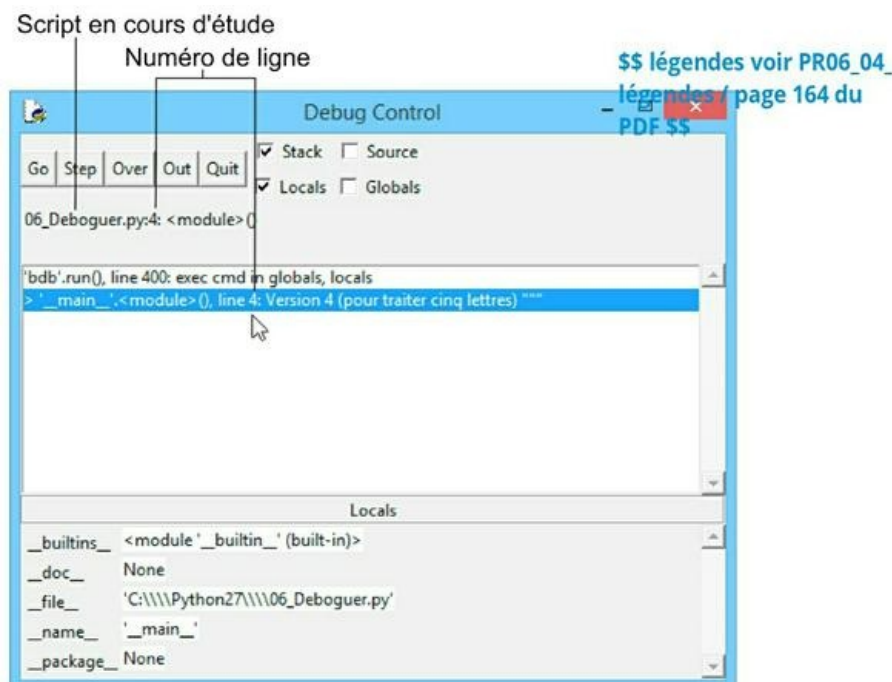 Script en cours d'étude
Numéro de ligne
$$ légendes voir PR06_04_
légendes / page 164 du
PDF $$
Debug Control
Go Step Over Out Quit
Stack Source
Locals Globals
06_Deboguer.py:4: <module>()
'bdb'.run(), line 400: exec cmd in globals, locals
> '__main__'.<module>(), line 4: Version 4 (pour traiter cinq lettres) """
Locals
__builtins__ <module '__builtin__' (built-in)>
__doc__ None
__file__ 'C:\\\\Python27\\\\06_Deboguer.py'
__name__ '__main__'
__package__ None